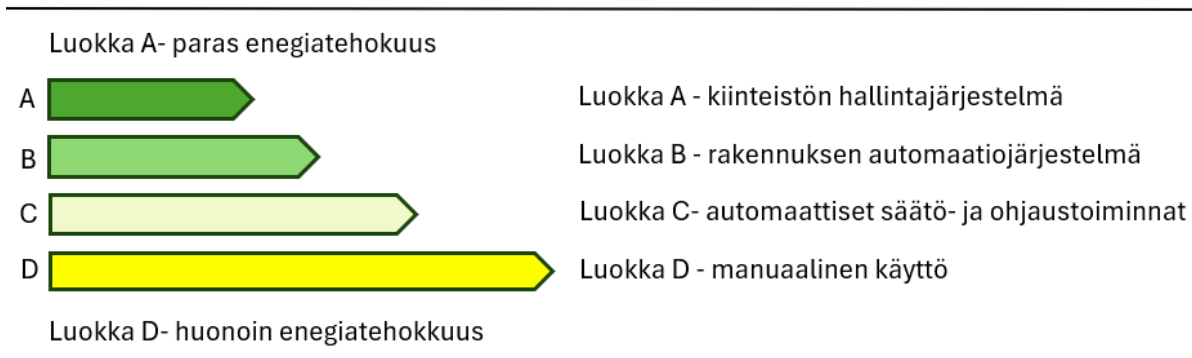 Luokka A- paras enegiatehokuus
A Luokka A - kiinteistön hallintajärjestelmä
B Luokka B - rakennuksen automaatiojärjestelmä
C Luokka C- automaattiset säätö- ja ohjaustoiminnat
D Luokka D - manuaalinen käyttö
Luokka D- huonoin enegiatehokkuus